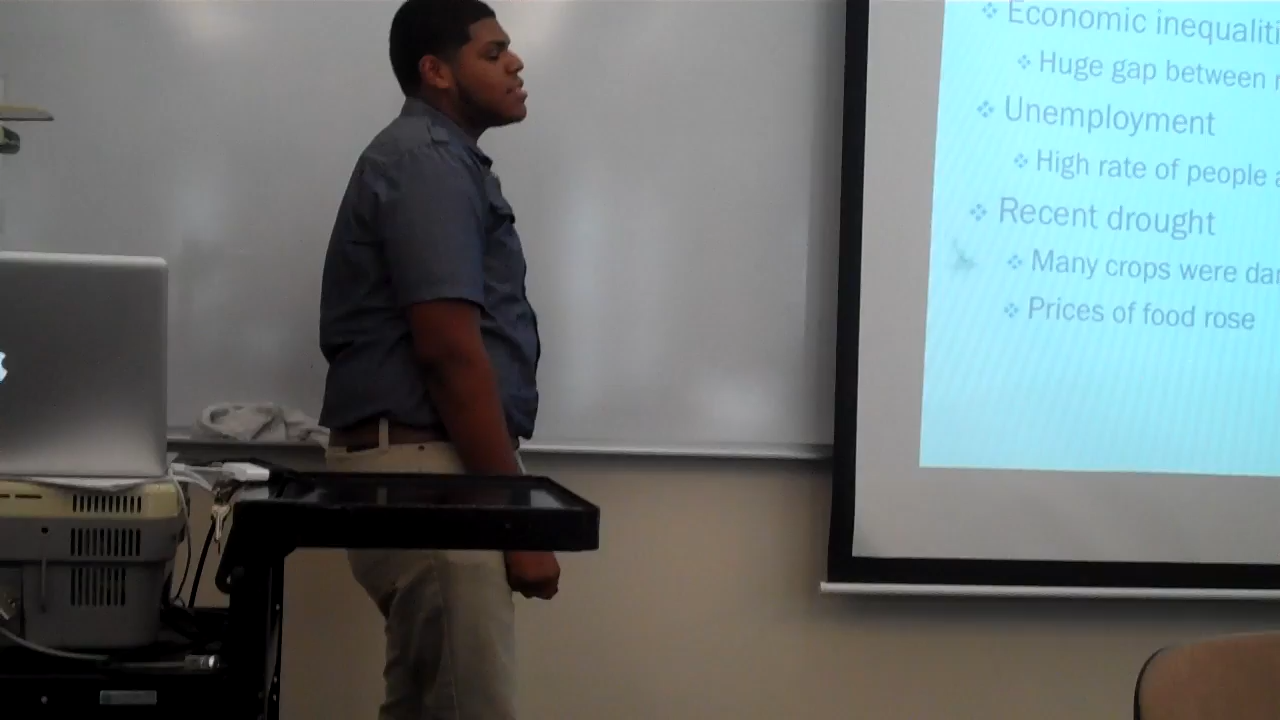 Economic inequaliti
Huge gap between
Unemployment
High rate of people
Recent drought
Many crops were
Prices of food rose